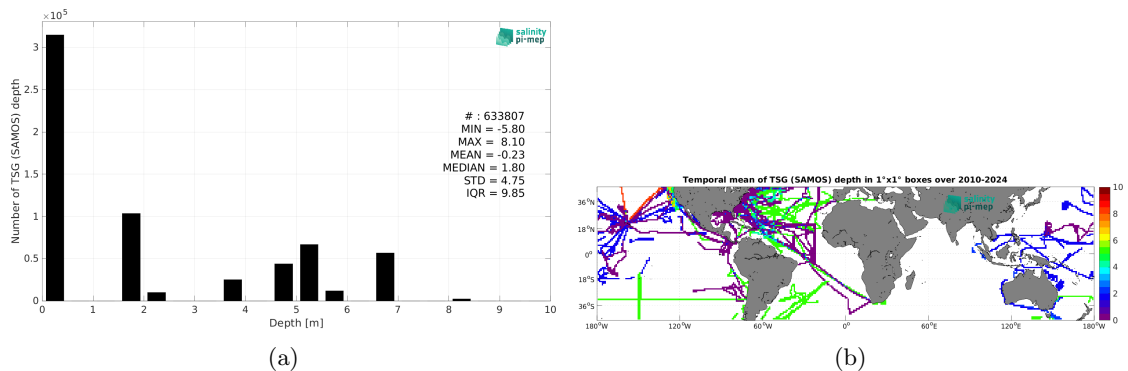 ×10⁵
salinity
pi-mep
3
2.5
2
1.5
1
0.5
0
Number of TSG (SAMOS) depth
# : 633807
MIN = -5.80
MAX = 8.10
MEAN = -0.23
MEDIAN = 1.80
STD = 4.75
IQR = 9.85
0 1 2 3 4 5 6 7 8 9 10
Depth [m]
(a)
Temporal mean of TSG (SAMOS) depth in 1°x1° boxes over 2010-2024
salinity
pi-mep
36°N
18°N
0°
18°S
36°S
180°W 120°W 60°W 0° 60°E 120°E 180°E
10
8
6
4
2
0
(b)